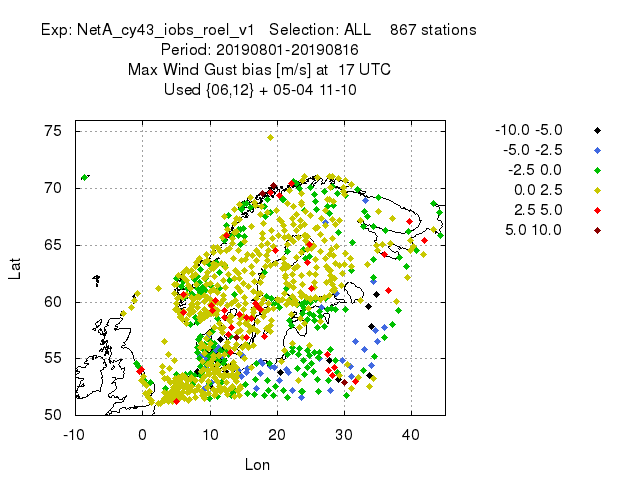 Exp: NetA_cy43_iobs_roel_v1 Selection: ALL 867 stations
Period: 20190801-20190816
Max Wind Gust bias [m/s] at 17 UTC
Used {06,12} + 05-04 11-10
75
70
65
60
55
50
-10 0 10 20 30 40
Lat
Lon
-10.0 -5.0
-5.0 -2.5
-2.5 0.0
0.0 2.5
2.5 5.0
5.0 10.0